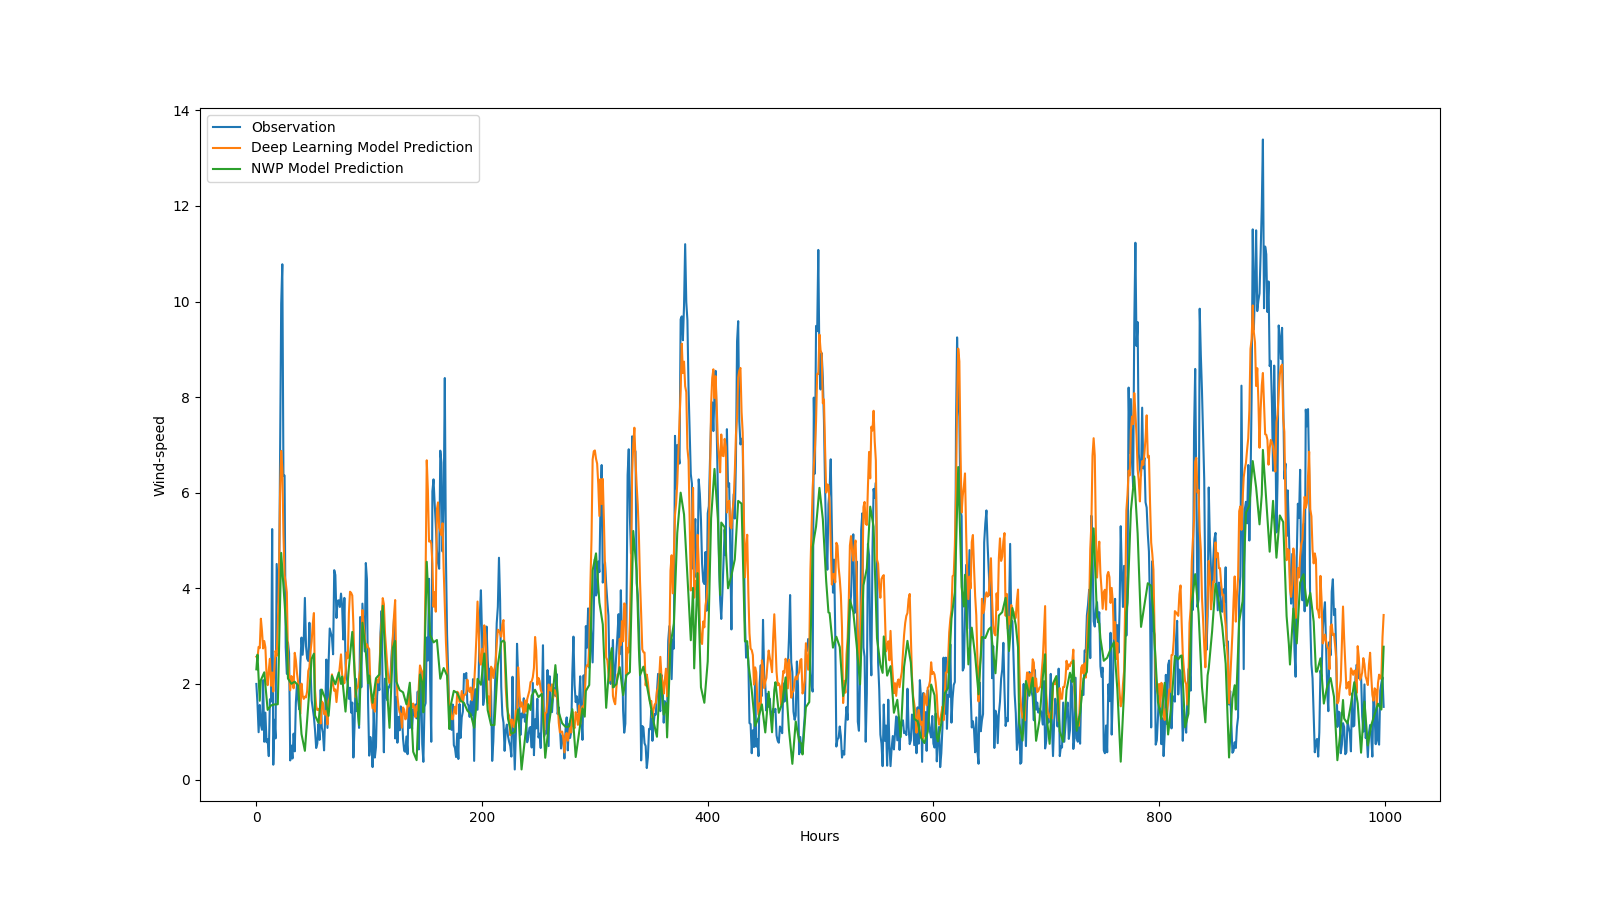 Observation
Deep Learning Model Prediction
NWP Model Prediction
14
12
10
8
6
4
2
0
Wind-speed
0 200 400 600 800 1000
Hours